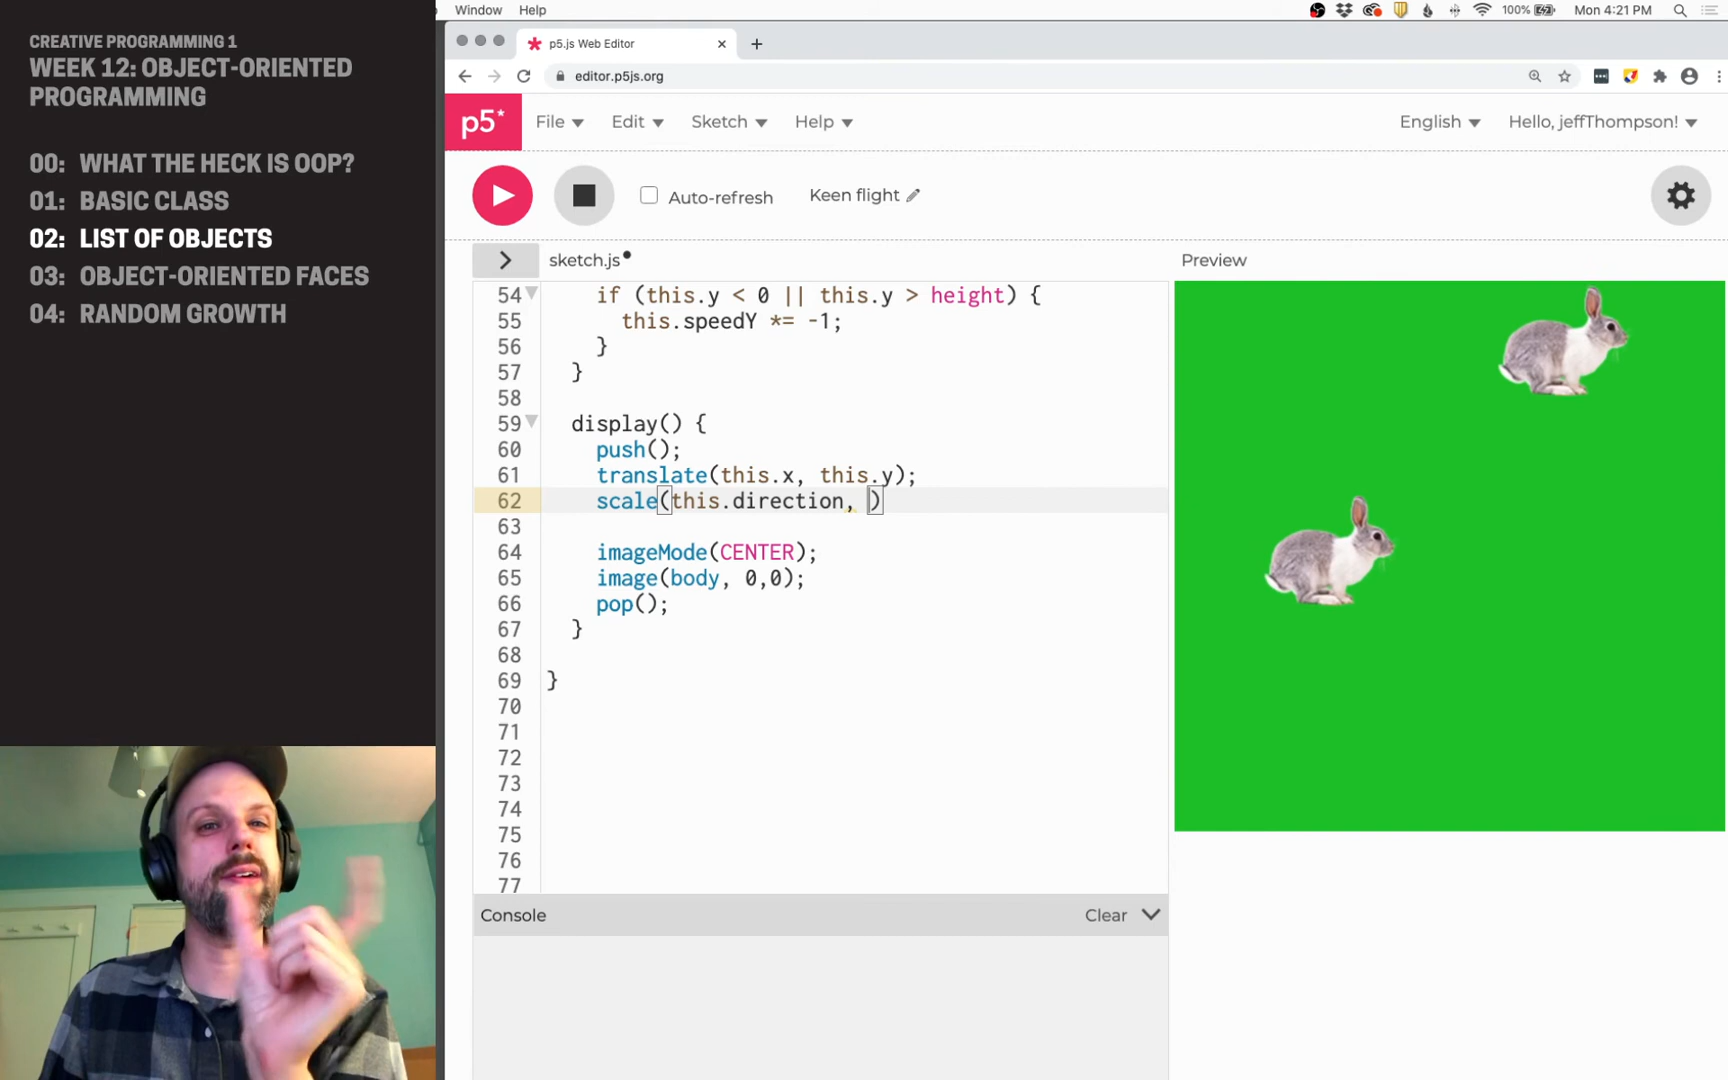 CREATIVE PROGRAMMING 1
WEEK 12: OBJECT-ORIENTED
PROGRAMMING
00: WHAT THE HECK IS OOP?
01: BASIC CLASS
02: LIST OF OBJECTS
03: OBJECT-ORIENTED FACES
04: RANDOM GROWTH
Window Help
100% Mon 4:21 PM
p5.js Web Editor
editor.p5js.org
p5* File Edit Sketch Help English Hello, jeffThompson!
Auto-refresh Keen flight
sketch.js
Preview
54 if (this.y < 0 || this.y > height) {
55 this.speedY *= -1;
56 }
57 }
58
59 display() {
60 push();
61 translate(this.x, this.y);
62 scale(this.direction, )
63
64 imageMode(CENTER);
65 image(body, 0,0);
66 pop();
67 }
68
69 }
70
71
72
73
74
75
76
77
Console Clear